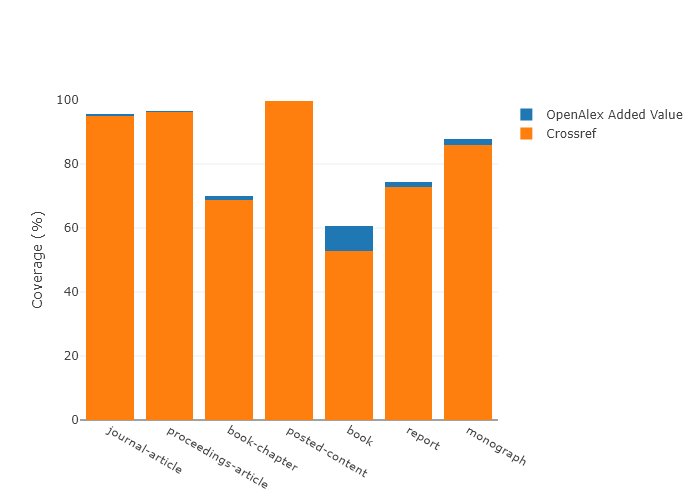 100
80
60
40
20
0
Coverage (%)
journal-article
proceedings-article
book-chapter
posted-content
book
report
monograph
OpenAlex Added Value
Crossref